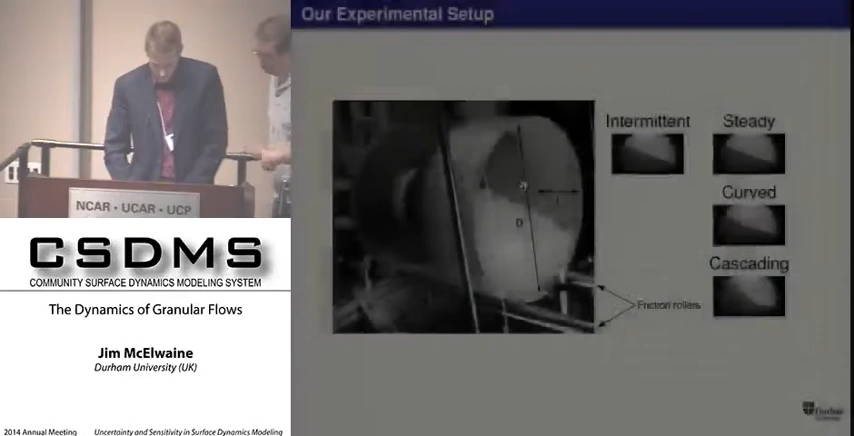 Our Experimental Setup
Intermittent
Steady
Curved
Cascading
D
Friction rollers
Durham
NCAR · UCAR · UCP
CSDMS
COMMUNITY SURFACE DYNAMICS MODELING SYSTEM
The Dynamics of Granular Flows
Jim McElwaine
Durham University (UK)
2014 Annual Meeting
Uncertainty and Sensitivity in Surface Dynamics Modeling